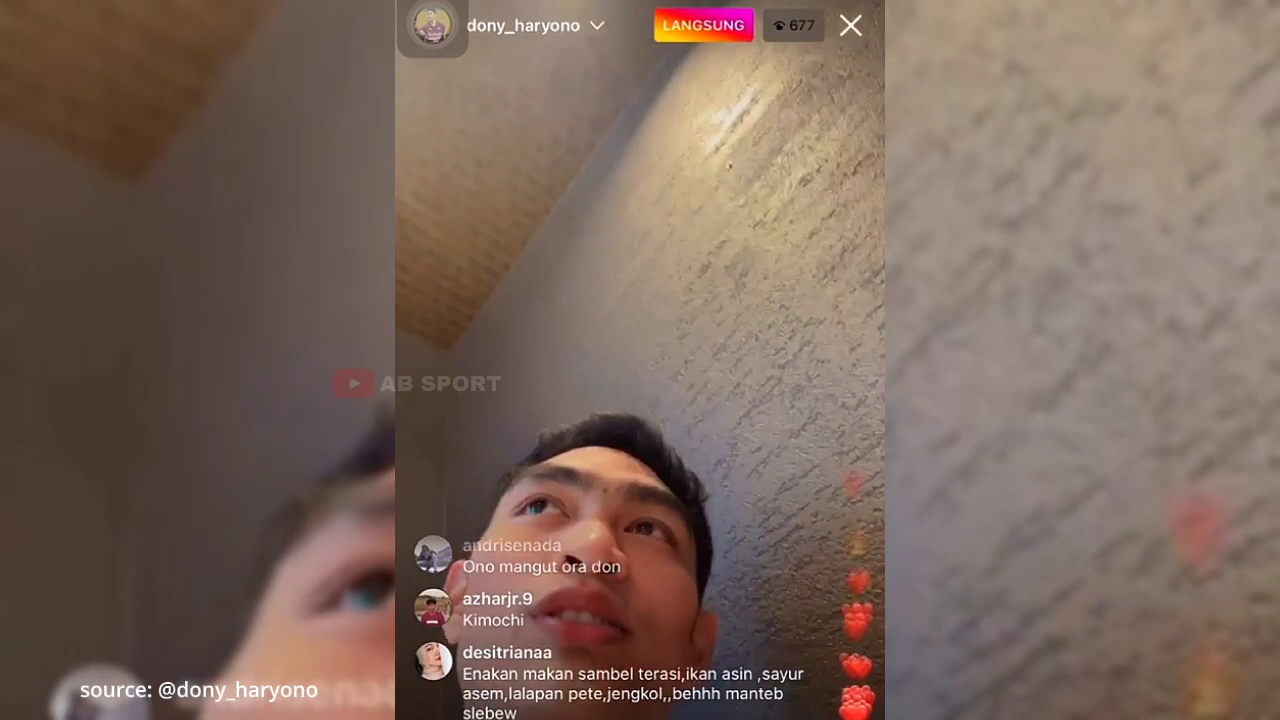 dony_haryono
LANGSUNG
677
AB SPORT
andrisenada
Ono mangut ora don
azharjr.9
Kimochi
desitrianaa
Enakan makan sambel terasi,ikan asin ,sayur
asem,lalapan pete,jengkol,,behhh manteb
slebew
source: @dony_haryono